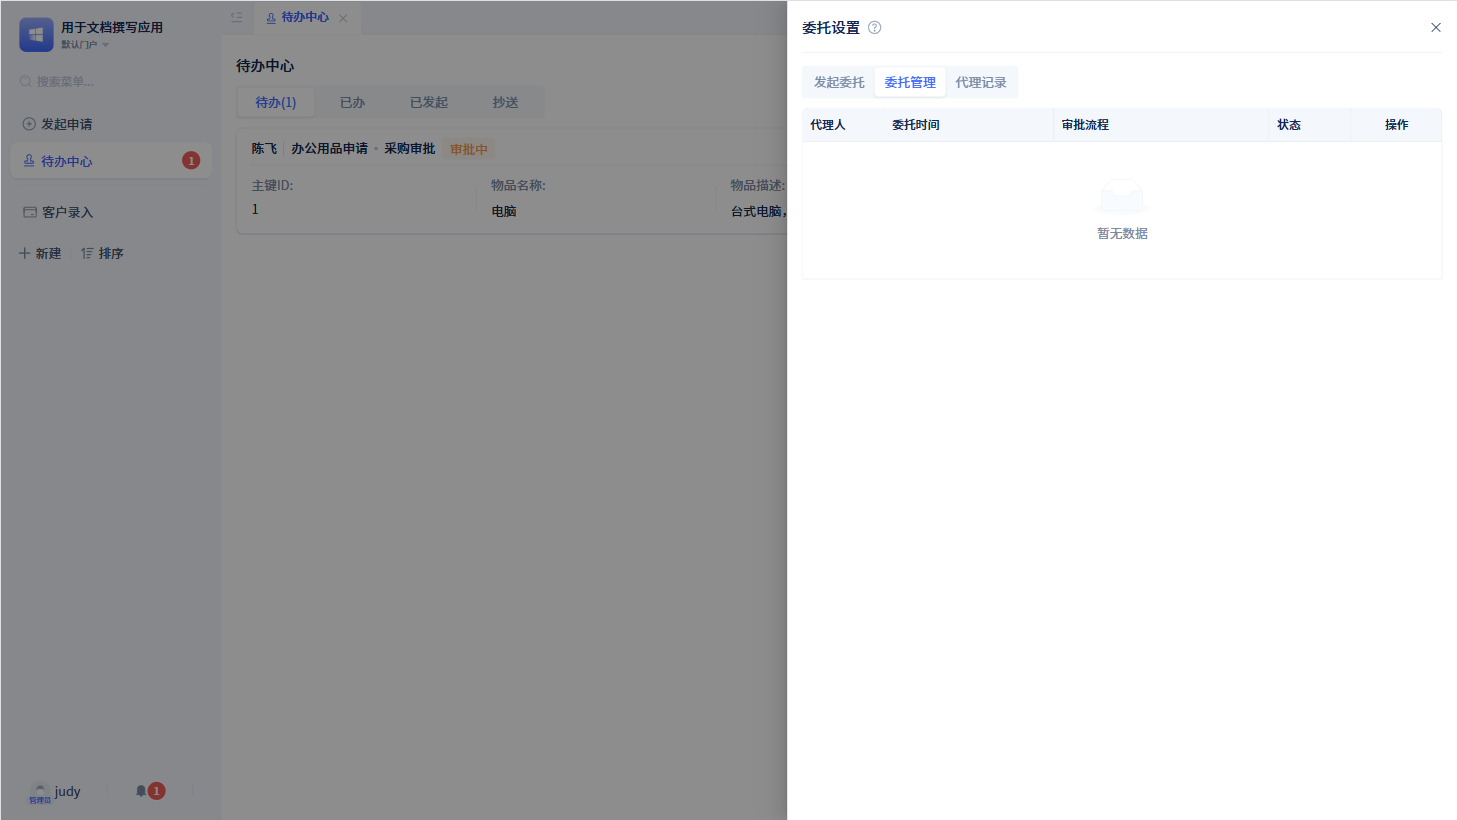 用于文档撰写应用
默认门户
搜索菜单...
发起申请
待办中心 1
客户录入
新建 排序
管理员 judy 1
待办中心
待办中心
待办(1) 已办 已发起 抄送
陈飞 办公用品申请 · 采购审批 审批中
主键ID: 物品名称: 物品描述:
1 电脑 台式电脑，
委托设置
发起委托 委托管理 代理记录
代理人 委托时间 审批流程 状态 操作
暂无数据